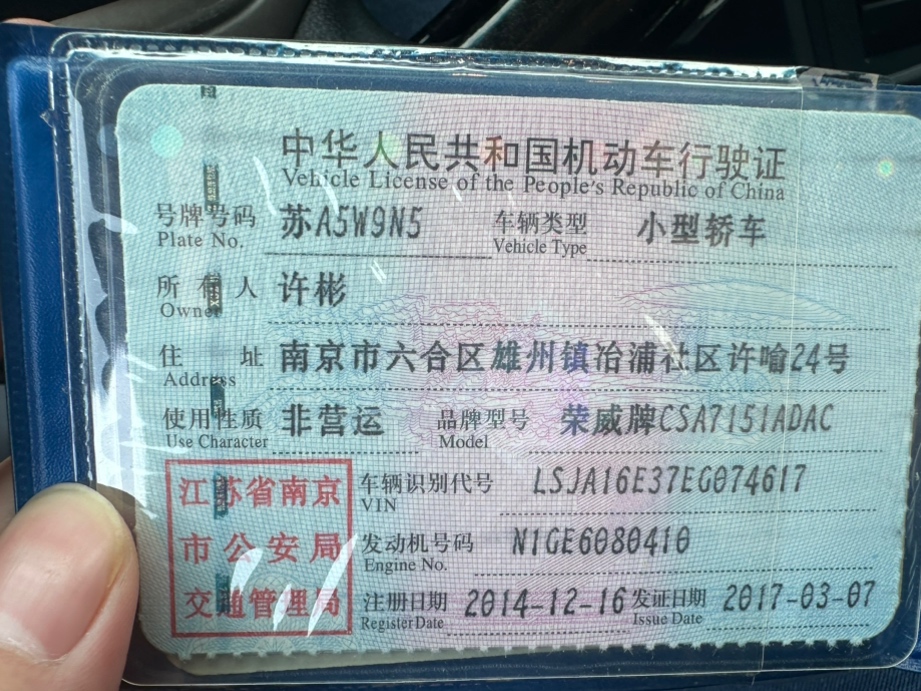 中华人民共和国机动车行驶证
Vehicle License of the People's Republic of China
号牌号码 苏A5W9N5 车辆类型 小型轿车
Plate No. Vehicle Type
所有人 许彬
Owner
住址 南京市六合区雄州镇冶浦社区许喻24号
Address
使用性质 非营运 品牌型号 荣威牌CSA7151ADAC
Use Character Model
江苏省南京
市公安局
交通管理局
车辆识别代号 LSJA16E37EG074617
VIN
发动机号码 N1GE6080410
Engine No.
注册日期 2014-12-16 发证日期 2017-03-07
Register Date Issue Date